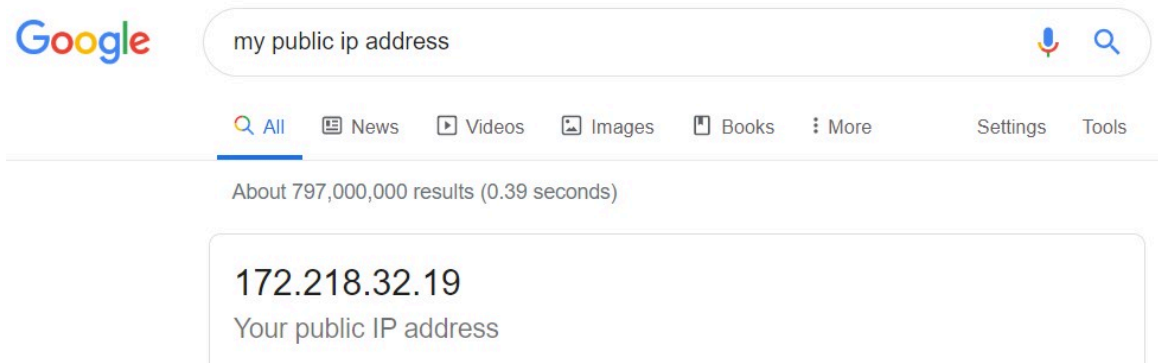 Google my public ip address
All News Videos Images Books More Settings Tools
About 797,000,000 results (0.39 seconds)
172.218.32.19
Your public IP address